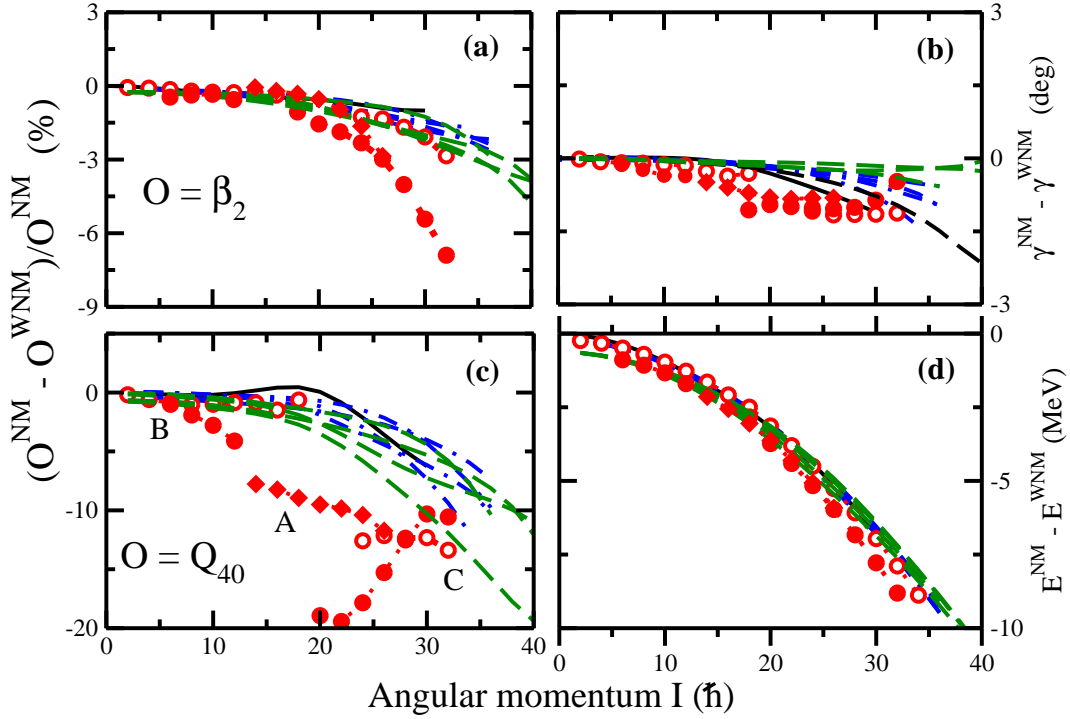 3
0
-3
-6
-9
(a)
O = β2
3
0
-3
(b)
γ^NM - γ^WNM (deg)
(O^NM - O^WNM)/O^NM (%)
0
-10
-20
(c)
B
A
C
O = Q40
0 10 20 30 40
0
-5
-10
(d)
E^NM - E^WNM (MeV)
0 10 20 30 40
Angular momentum I (ℏ)